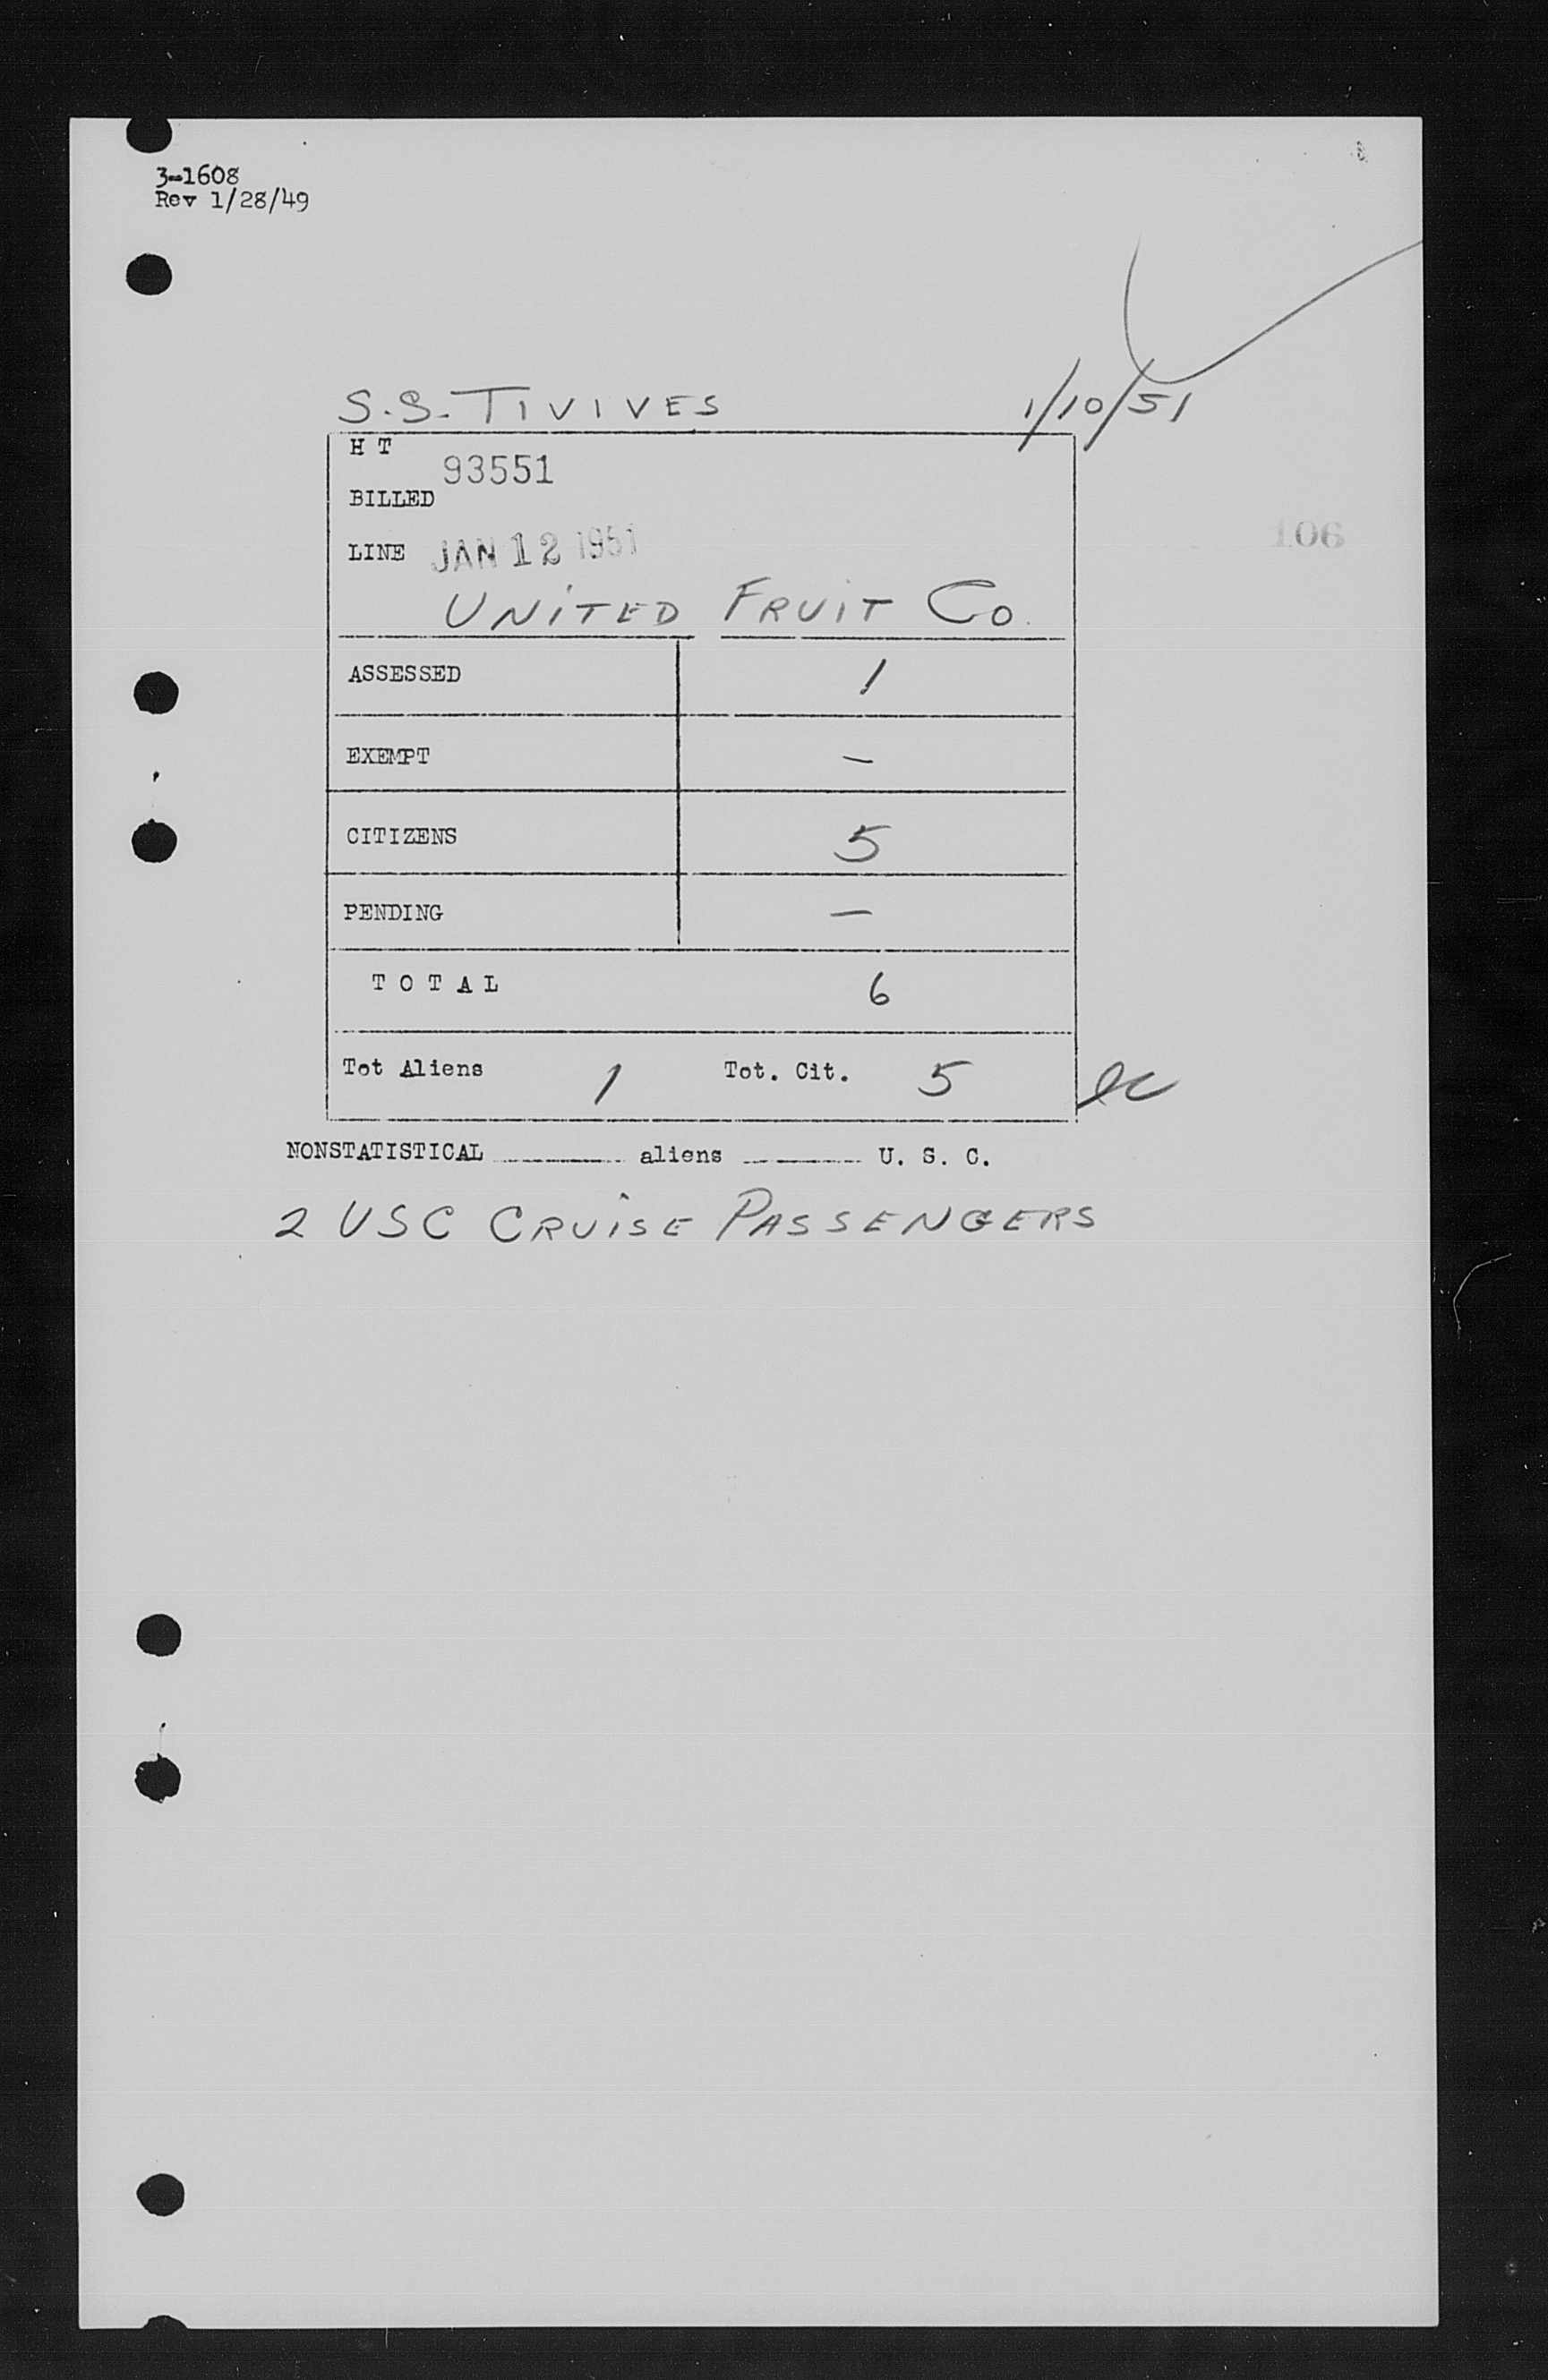 3-1608
Rev 1/28/49
S.S. TIVIVES 1/10/51
H T
93551
BILLED
LINE JAN 12 1951
UNITED FRUIT Co.
106
ASSESSED 1
EXEMPT —
CITIZENS 5
PENDING —
T O T A L 6
Tot Aliens 1 Tot. Cit. 5
NONSTATISTICAL ________ aliens ________ U. S. C.
2 USC CRUISE PASSENGERS